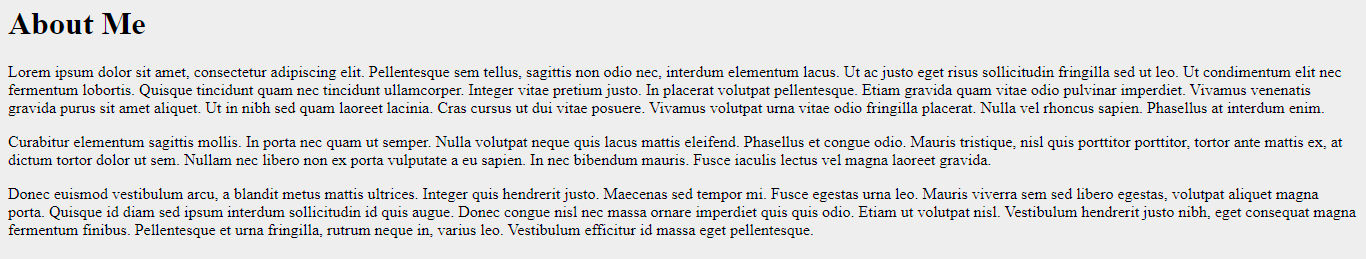 About Me
Lorem ipsum dolor sit amet, consectetur adipiscing elit. Pellentesque sem tellus, sagittis non odio nec, interdum elementum lacus. Ut ac justo eget risus sollicitudin fringilla sed ut leo. Ut condimentum elit nec
fermentum lobortis. Quisque tincidunt quam nec tincidunt ullamcorper. Integer vitae pretium justo. In placerat volutpat pellentesque. Etiam gravida quam vitae odio pulvinar imperdiet. Vivamus venenatis
gravida purus sit amet aliquet. Ut in nibh sed quam laoreet lacinia. Cras cursus ut dui vitae posuere. Vivamus volutpat urna vitae odio fringilla placerat. Nulla vel rhoncus sapien. Phasellus at interdum enim.
Curabitur elementum sagittis mollis. In porta nec quam ut semper. Nulla volutpat neque quis lacus mattis eleifend. Phasellus et congue odio. Mauris tristique, nisl quis porttitor porttitor, tortor ante mattis ex, at
dictum tortor dolor ut sem. Nullam nec libero non ex porta vulputate a eu sapien. In nec bibendum mauris. Fusce iaculis lectus vel magna laoreet gravida.
Donec euismod vestibulum arcu, a blandit metus mattis ultrices. Integer quis hendrerit justo. Maecenas sed tempor mi. Fusce egestas urna leo. Mauris viverra sem sed libero egestas, volutpat aliquet magna
porta. Quisque id diam sed ipsum interdum sollicitudin id quis augue. Donec congue nisl nec massa ornare imperdiet quis quis odio. Etiam ut volutpat nisl. Vestibulum hendrerit justo nibh, eget consequat magna
fermentum finibus. Pellentesque et urna fringilla, rutrum neque in, varius leo. Vestibulum efficitur id massa eget pellentesque.